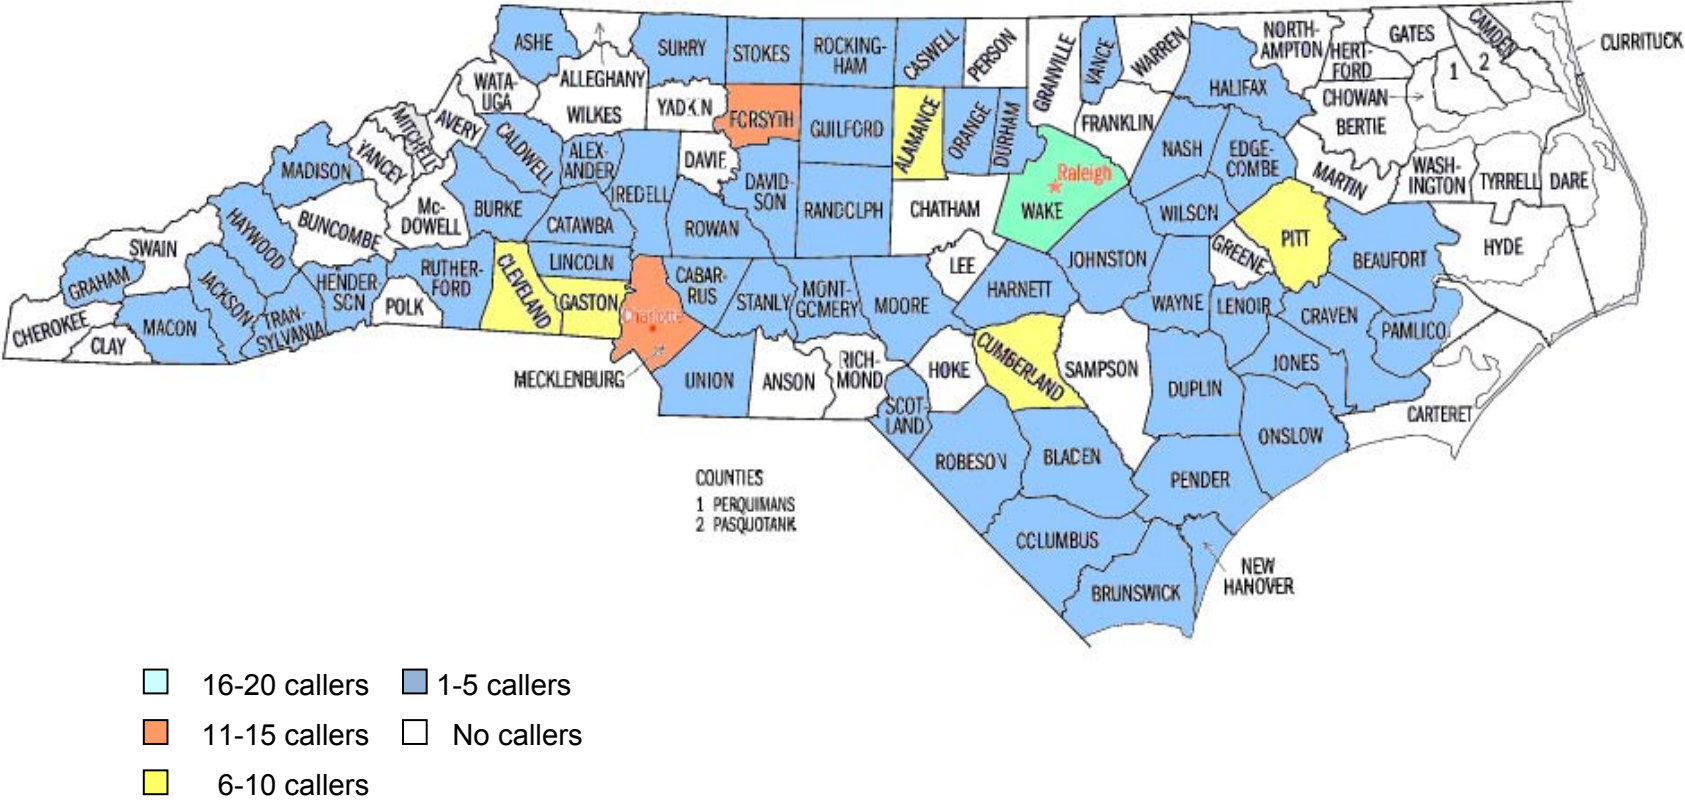 ASHE
SURRY
STOKES
ROCKING-
HAM
CASWELL
PERSON
GRANVILLE
VANCE
WARREN
NORTH-
AMPTON
HERT-
FORD
GATES
CAMDEN
CURRITUCK
1
2
ALLEGHANY
WATA-
UGA
WILKES
YADKIN
FORSYTH
GUILFORD
ALAMANCE
ORANGE
DURHAM
FRANKLIN
HALIFAX
CHOWAN
BERTIE
MITCHELL
AVERY
CALDWELL
ALEX-
ANDER
IREDELL
DAVIE
DAVID-
SON
RANDOLPH
CHATHAM
Raleigh
WAKE
NASH
EDGE-
COMBE
MARTIN
WASH-
INGTON
TYRRELL
DARE
MADISON
YANCEY
Mc-
DOWELL
BURKE
CATAWBA
ROWAN
WILSON
PITT
HYDE
BEAUFORT
GREENE
SWAIN
HAYWOOD
BUNCOMBE
RUTHER-
FORD
CLEVELAND
LINCOLN
GASTON
CABAR-
RUS
STANLY
MONT-
GOMERY
MOORE
LEE
HARNETT
JOHNSTON
WAYNE
LENOIR
CRAVEN
PAMLICO
GRAHAM
JACKSON
HENDER-
SON
TRAN-
SYLVANIA
POLK
CHEROKEE
CLAY
MACON
Charlotte
MECKLENBURG
UNION
ANSON
RICH-
MOND
HOKE
CUMBERLAND
SAMPSON
DUPLIN
JONES
CARTERET
SCOT-
LAND
ROBESON
BLADEN
PENDER
ONSLOW
COLUMBUS
BRUNSWICK
NEW
HANOVER
COUNTIES
1 PERQUIMANS
2 PASQUOTANK
16-20 callers
1-5 callers
11-15 callers
No callers
6-10 callers